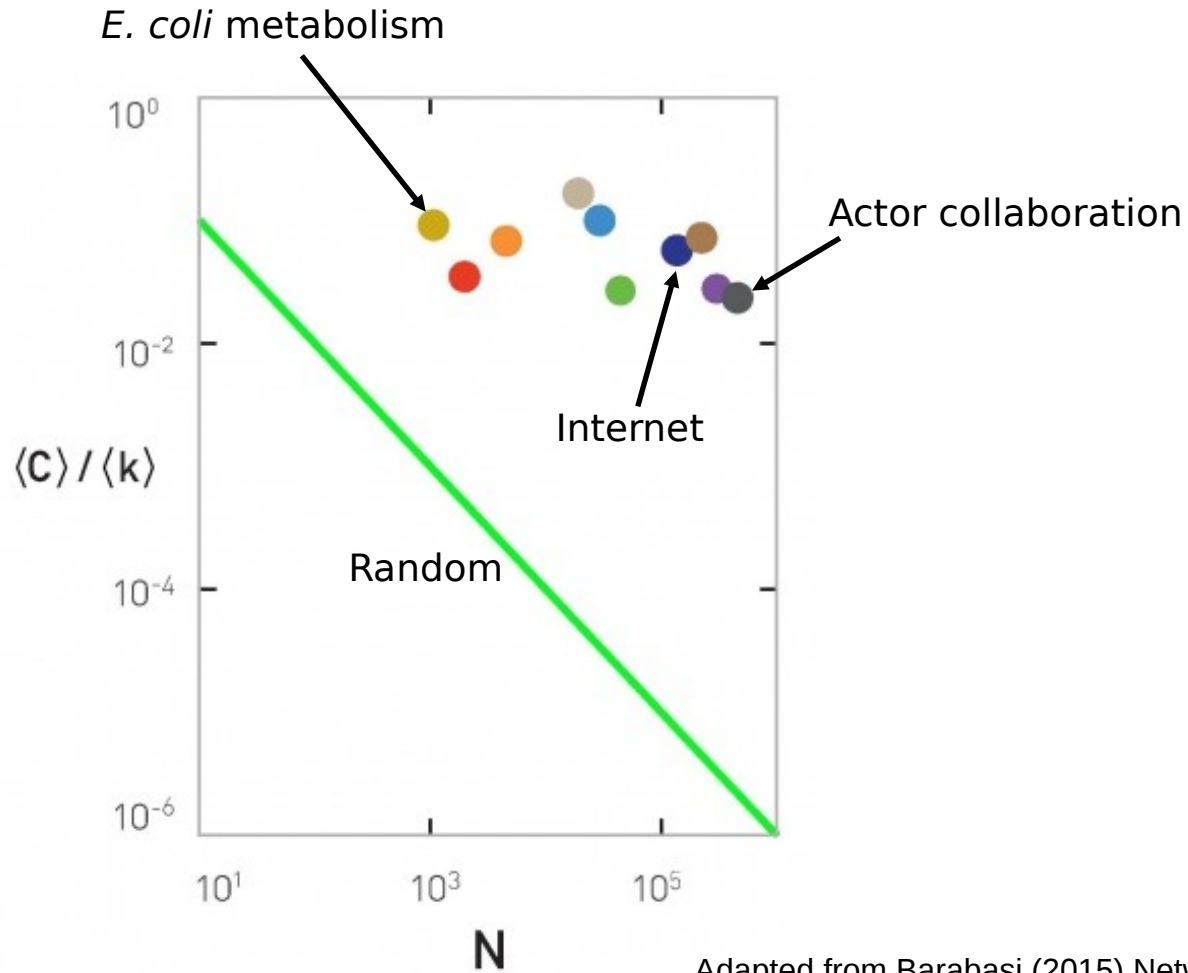 E. coli metabolism
10⁰
Actor collaboration
10⁻²
Internet
⟨C⟩ / ⟨k⟩
Random
10⁻⁴
10⁻⁶
10¹ 10³ 10⁵
N
Adapted from Barabasi (2015)